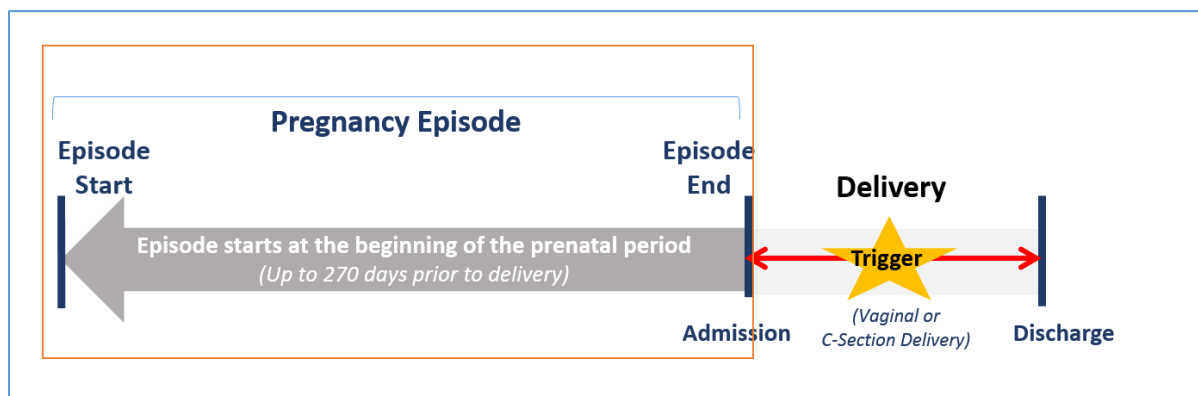 Pregnancy Episode
Episode
Start
Episode
End
Delivery
Episode starts at the beginning of the prenatal period
(Up to 270 days prior to delivery)
Trigger
Admission
(Vaginal or
C-Section Delivery)
Discharge